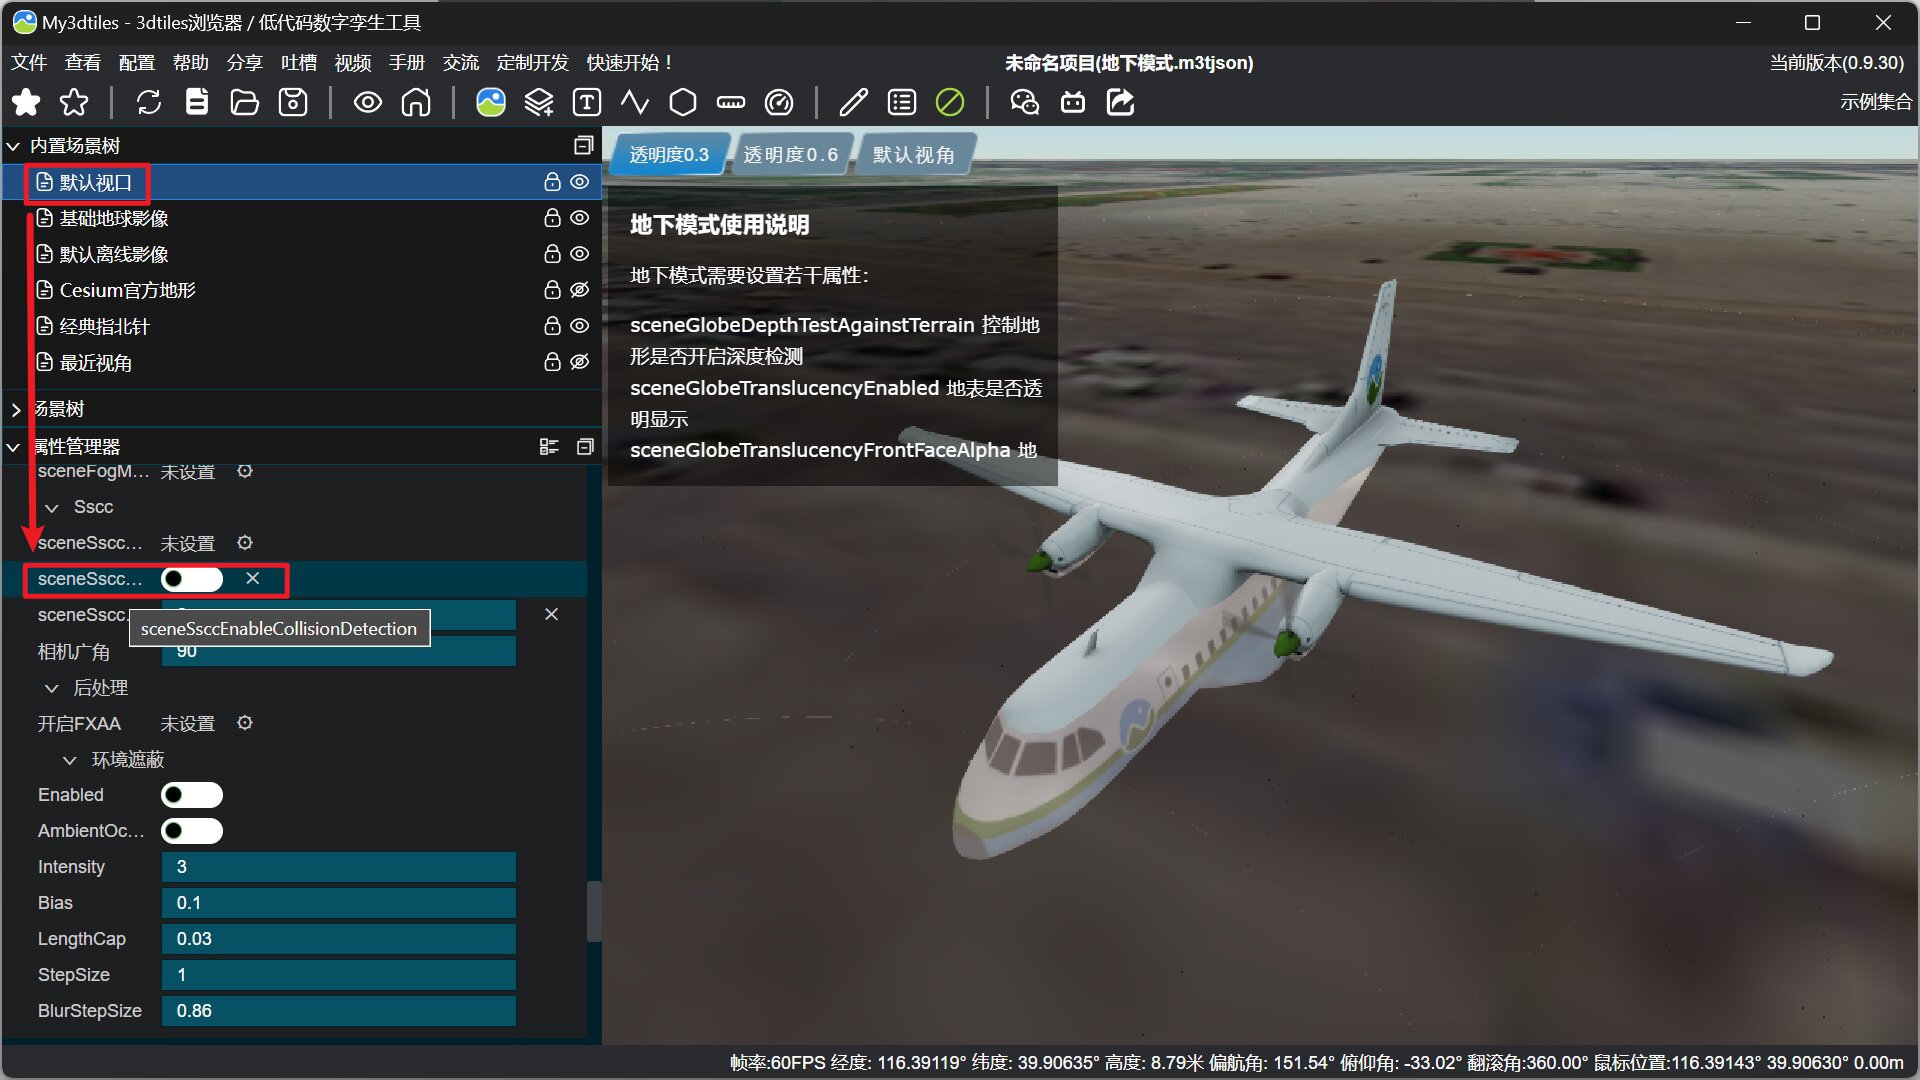 My3dtiles - 3dtiles浏览器 / 低代码数字孪生工具
文件 查看 配置 帮助 分享 吐槽 视频 手册 交流 定制开发 快速开始！
未命名项目(地下模式.m3tjson)
当前版本(0.9.30)
示例集合
内置场景树
默认视口
基础地球影像
默认离线影像
Cesium官方地形
经典指北针
最近视角
场景树
属性管理器
sceneFogM... 未设置
Sscc
sceneSscc... 未设置
sceneSscc...
sceneSscc.
sceneSsccEnableCollisionDetection
相机广角 90
后处理
开启FXAA 未设置
环境遮蔽
Enabled
AmbientOc...
Intensity 3
Bias 0.1
LengthCap 0.03
StepSize 1
BlurStepSize 0.86
透明度0.3 透明度0.6 默认视角
地下模式使用说明
地下模式需要设置若干属性：
sceneGlobeDepthTestAgainstTerrain 控制地
形是否开启深度检测
sceneGlobeTranslucencyEnabled 地表是否透
明显示
sceneGlobeTranslucencyFrontFaceAlpha 地
帧率:60FPS 经度: 116.39119° 纬度: 39.90635° 高度: 8.79米 偏航角: 151.54° 俯仰角: -33.02° 翻滚角:360.00° 鼠标位置:116.39143° 39.90630° 0.00m